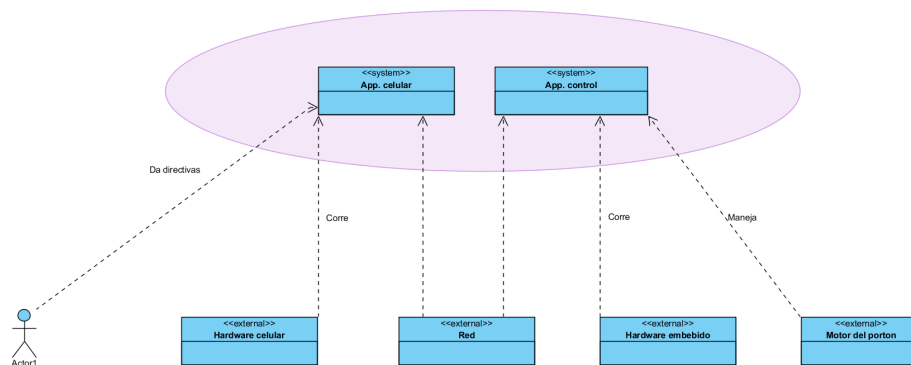 <<system>>
App. celular
<<system>>
App. control
Da directivas
Corre
Corre
Maneja
Actor1
<<external>>
Hardware celular
<<external>>
Red
<<external>>
Hardware embebido
<<external>>
Motor del porton